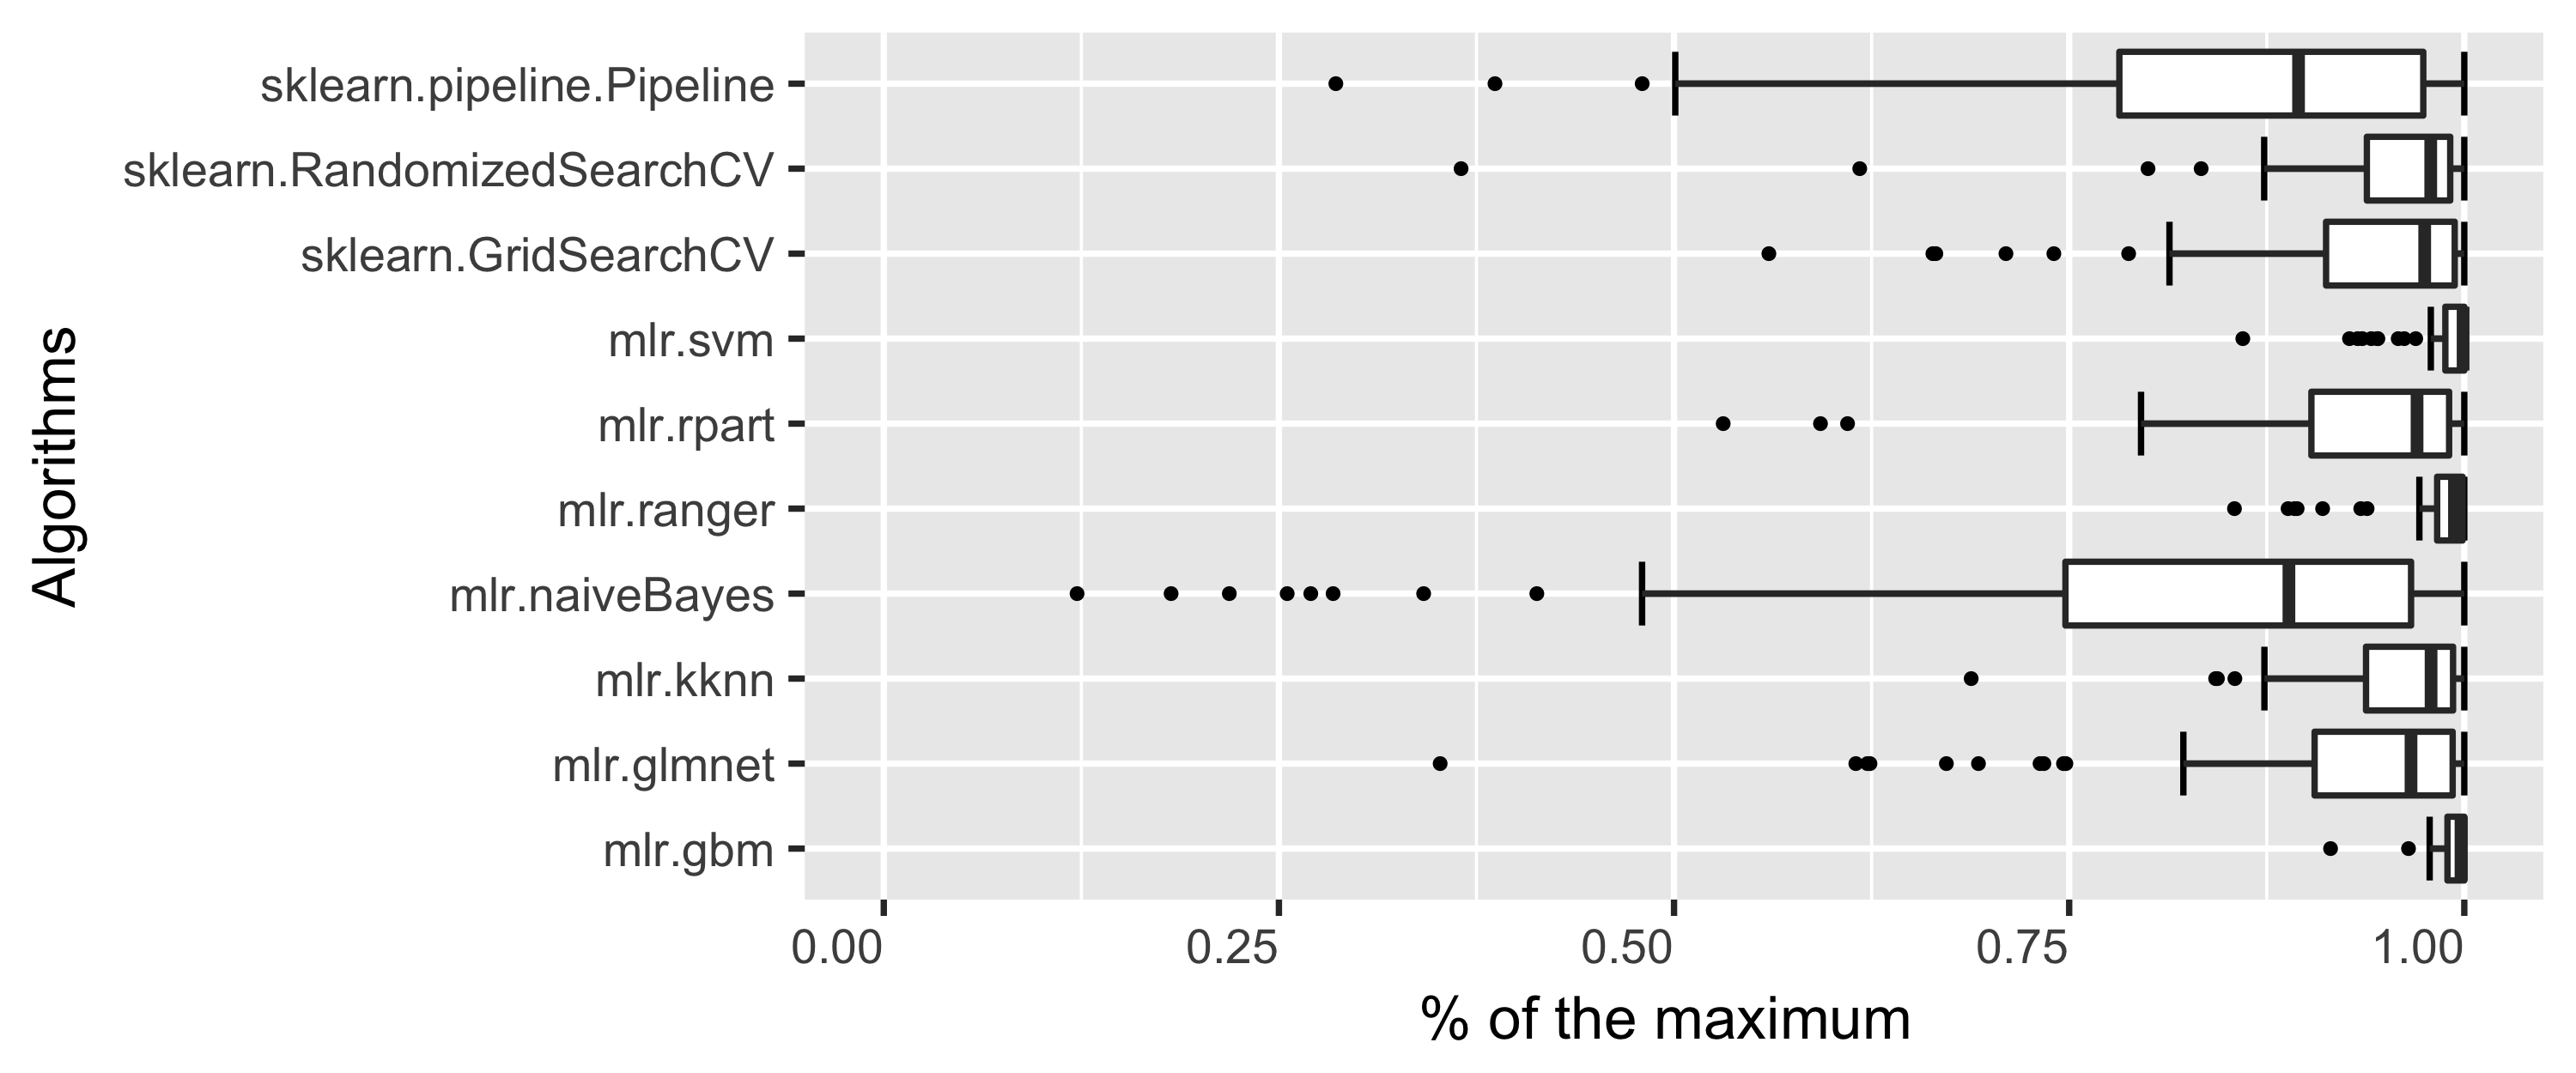 Algorithms
sklearn.pipeline.Pipeline
sklearn.RandomizedSearchCV
sklearn.GridSearchCV
mlr.svm
mlr.rpart
mlr.ranger
mlr.naiveBayes
mlr.kknn
mlr.glmnet
mlr.gbm
0.00 0.25 0.50 0.75 1.00
% of the maximum